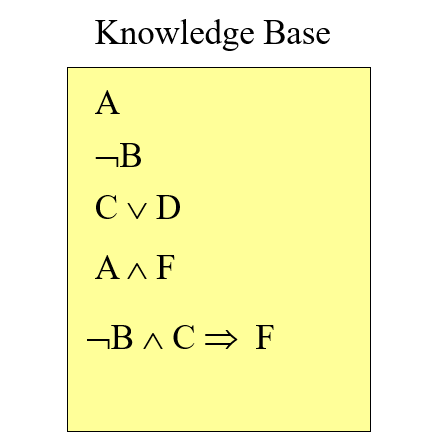 Knowledge Base
A
¬B
C ∨ D
A ∧ F
¬B ∧ C ⇒ F